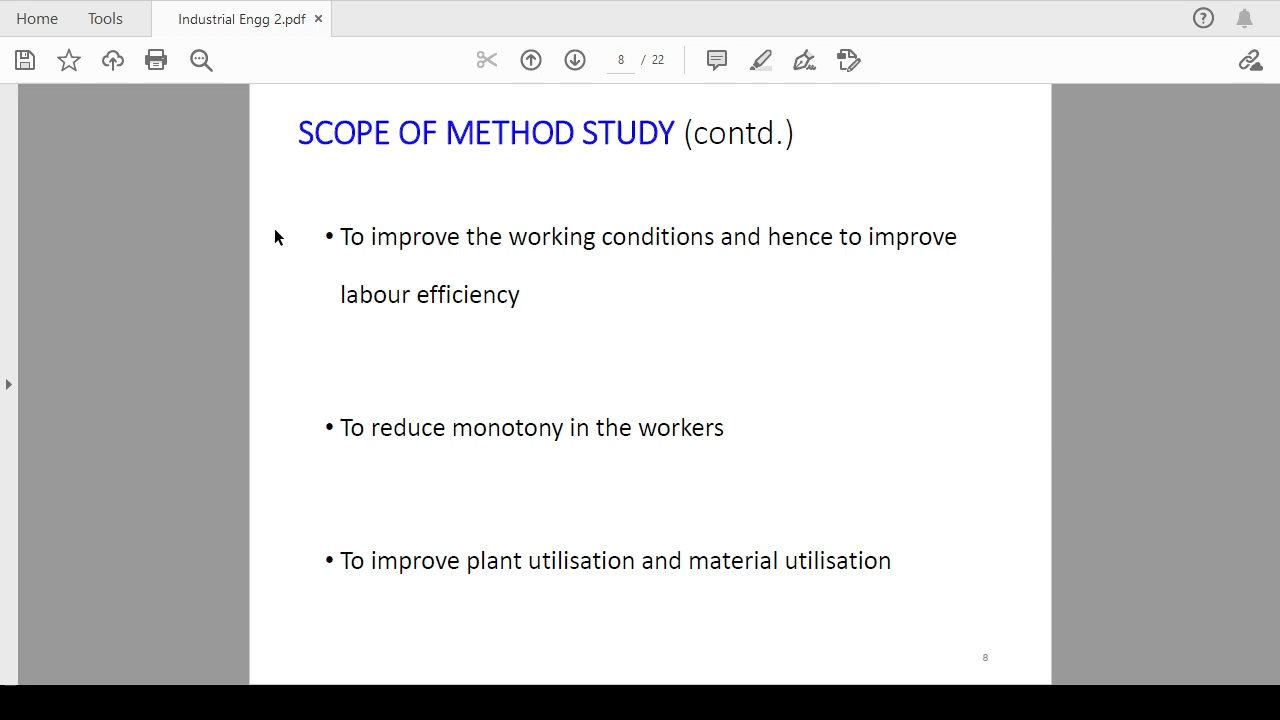 Home Tools Industrial Engg 2.pdf ×
8 / 22
SCOPE OF METHOD STUDY (contd.)
• To improve the working conditions and hence to improve
labour efficiency
• To reduce monotony in the workers
• To improve plant utilisation and material utilisation
8